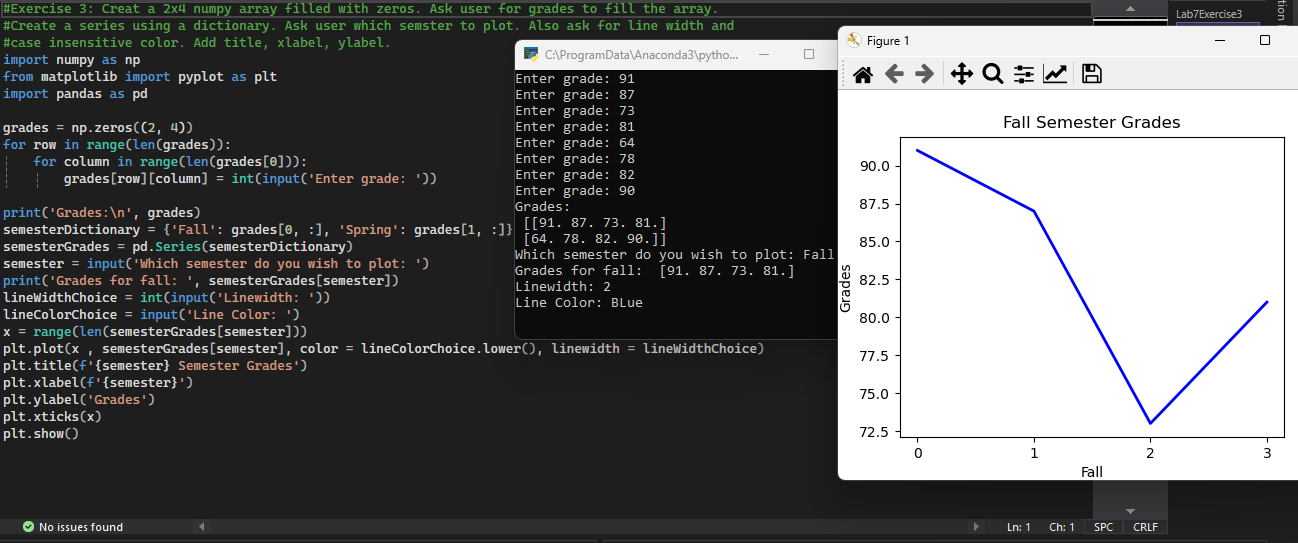 #Exercise 3: Creat a 2x4 numpy array filled with zeros. Ask user for grades to fill the array.
#Create a series using a dictionary. Ask user which semster to plot. Also ask for line width and
#case insensitive color. Add title, xlabel, ylabel.
import numpy as np
from matplotlib import pyplot as plt
import pandas as pd
grades = np.zeros((2, 4))
for row in range(len(grades)):
for column in range(len(grades[0])):
grades[row][column] = int(input('Enter grade: '))
print('Grades:\n', grades)
semesterDictionary = {'Fall': grades[0, :], 'Spring': grades[1, :]}
semesterGrades = pd.Series(semesterDictionary)
semester = input('Which semester do you wish to plot: ')
print('Grades for fall: ', semesterGrades[semester])
lineWidthChoice = int(input('Linewidth: '))
lineColorChoice = input('Line Color: ')
x = range(len(semesterGrades[semester]))
plt.plot(x , semesterGrades[semester], color = lineColorChoice.lower(), linewidth = lineWidthChoice)
plt.title(f'{semester} Semester Grades')
plt.xlabel(f'{semester}')
plt.ylabel('Grades')
plt.xticks(x)
plt.show()
No issues found
Ln: 1 Ch: 1 SPC CRLF
C:\ProgramData\Anaconda3\pytho...
Enter grade: 91
Enter grade: 87
Enter grade: 73
Enter grade: 81
Enter grade: 64
Enter grade: 78
Enter grade: 82
Enter grade: 90
Grades:
[[91. 87. 73. 81.]
[64. 78. 82. 90.]]
Which semester do you wish to plot: Fall
Grades for fall:  [91. 87. 73. 81.]
Linewidth: 2
Line Color: BLue
Lab7Exercise3
Figure 1
Fall Semester Grades
90.0
87.5
85.0
82.5
80.0
77.5
75.0
72.5
Grades
0 1 2 3
Fall